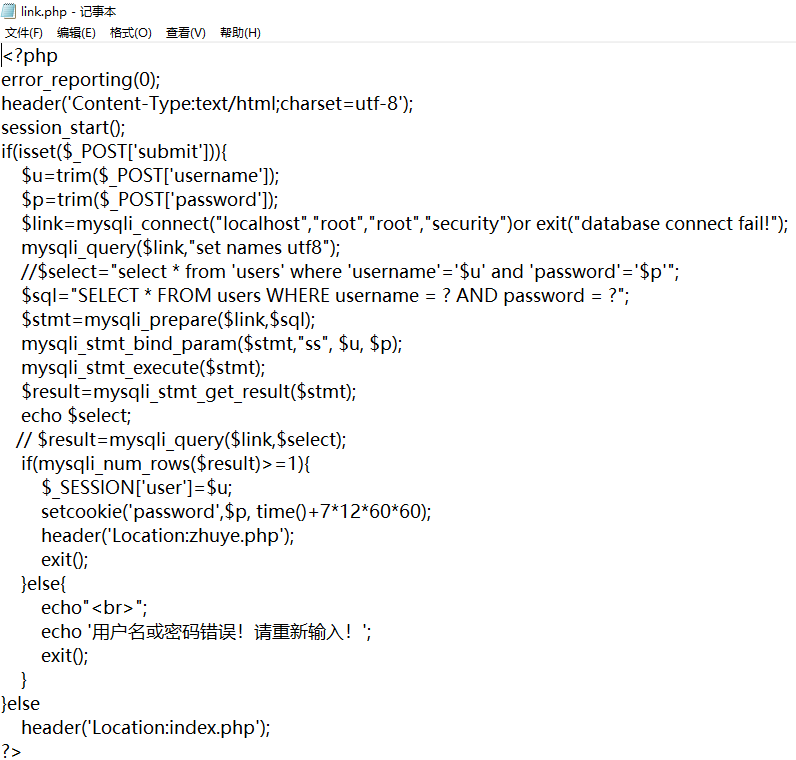 link.php - 记事本
文件(F) 编辑(E) 格式(O) 查看(V) 帮助(H)
<?php
error_reporting(0);
header('Content-Type:text/html;charset=utf-8');
session_start();
if(isset($_POST['submit'])){
    $u=trim($_POST['username']);
    $p=trim($_POST['password']);
    $link=mysqli_connect("localhost","root","root","security")or exit("database connect fail!");
    mysqli_query($link,"set names utf8");
    //$select="select * from 'users' where 'username'='$u' and 'password'='$p'";
    $sql="SELECT * FROM users WHERE username = ? AND password = ?";
    $stmt=mysqli_prepare($link,$sql);
    mysqli_stmt_bind_param($stmt,"ss", $u, $p);
    mysqli_stmt_execute($stmt);
    $result=mysqli_stmt_get_result($stmt);
    echo $select;
   // $result=mysqli_query($link,$select);
    if(mysqli_num_rows($result)>=1){
        $_SESSION['user']=$u;
        setcookie('password',$p, time()+7*12*60*60);
        header('Location:zhuye.php');
        exit();
    }else{
        echo"<br>";
        echo '用户名或密码错误！请重新输入！';
        exit();
    }
}else
    header('Location:index.php');
?>